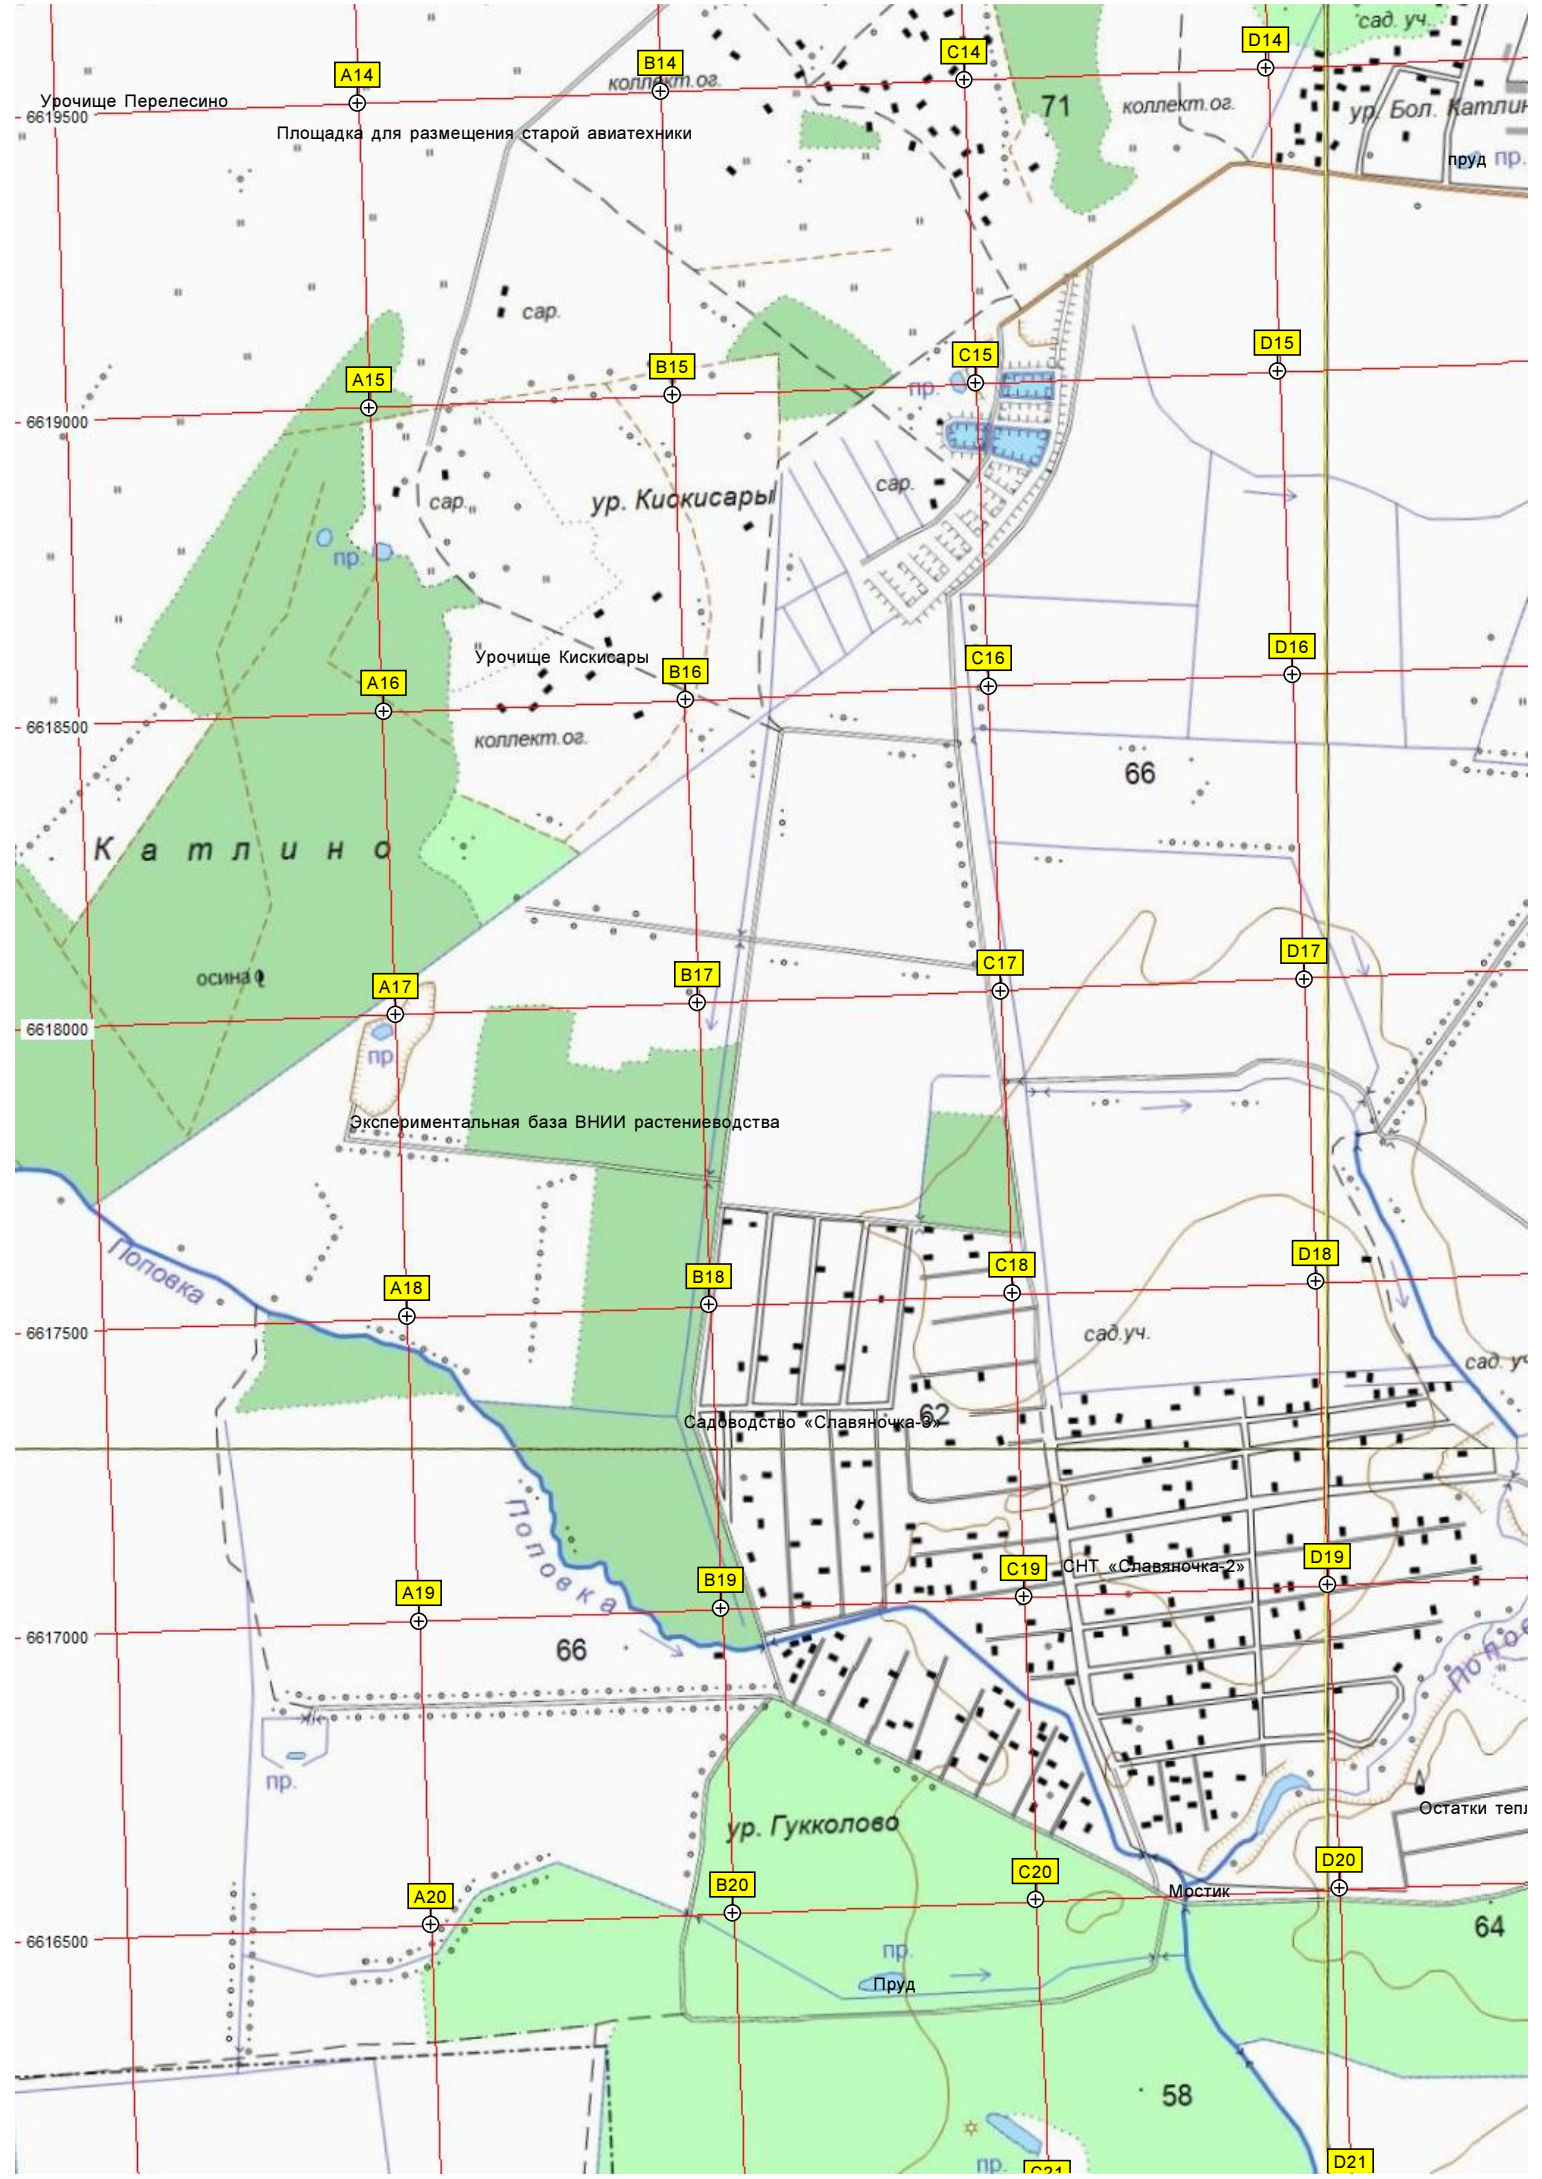 сад. уч.
D14
C14
B14
A14
коллект.ог.
Урочище Перелесино
71
коллект.ог.
6619500
Площадка для размещения старой авиатехники
пруд пр.
сар.
D15
C15
B15
A15
пр.
6619000
сар.
сар.
ур. Кискисары
пр.
D16
C16
Урочище Кискисары
B16
A16
6618500
коллект.ог.
66
Катлино
D17
C17
B17
осина
A17
6618000
пр
Экспериментальная база ВНИИ растениеводства
Поповка
D18
C18
B18
A18
6617500
сад.уч.
сад. уч
62
Садоводство «Славяночка-3»
Поповка
D19
СНТ «Славяночка-2»
C19
B19
A19
6617000
66
пр.
Остатки тепл
ур. Гукколово
D20
C20
B20
A20
Мостик
64
6616500
пр.
Пруд
58
пр.
D21
C21